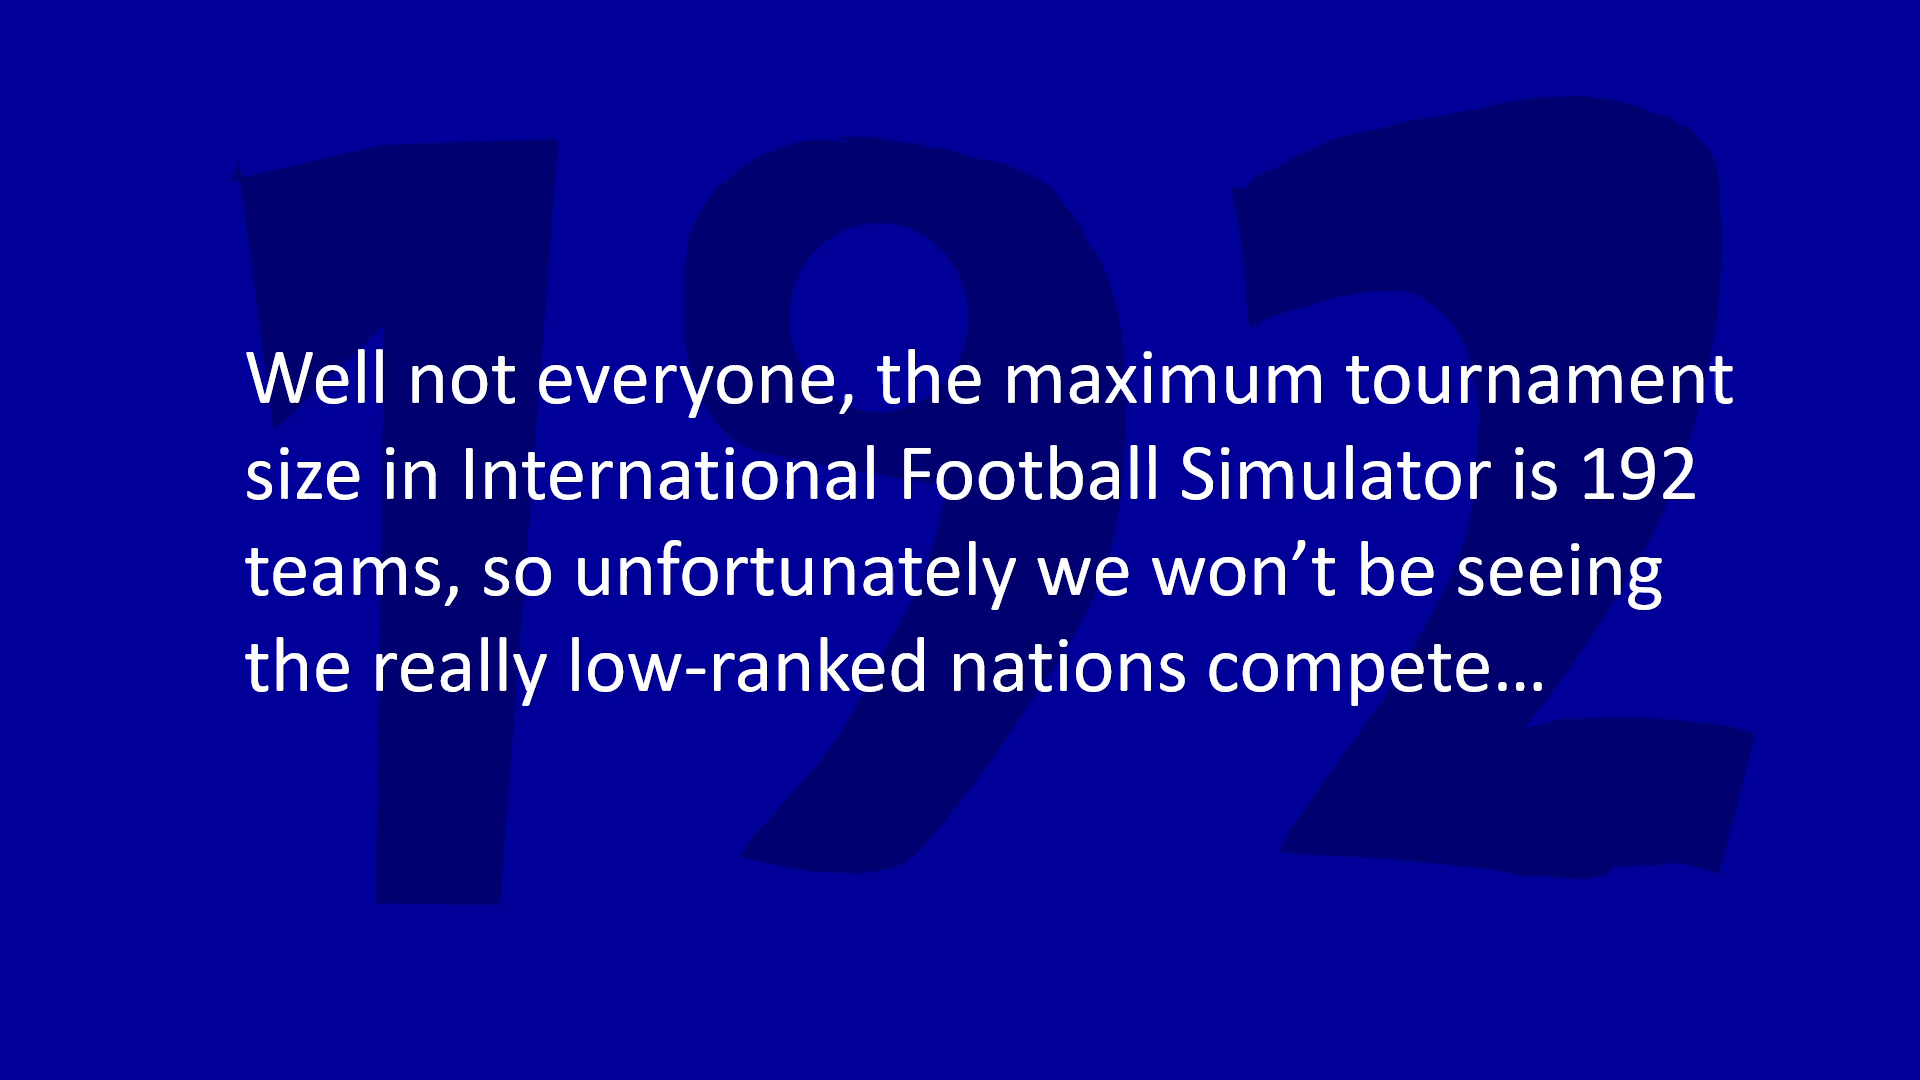 192
Well not everyone, the maximum tournament
size in International Football Simulator is 192
teams, so unfortunately we won’t be seeing
the really low-ranked nations compete…